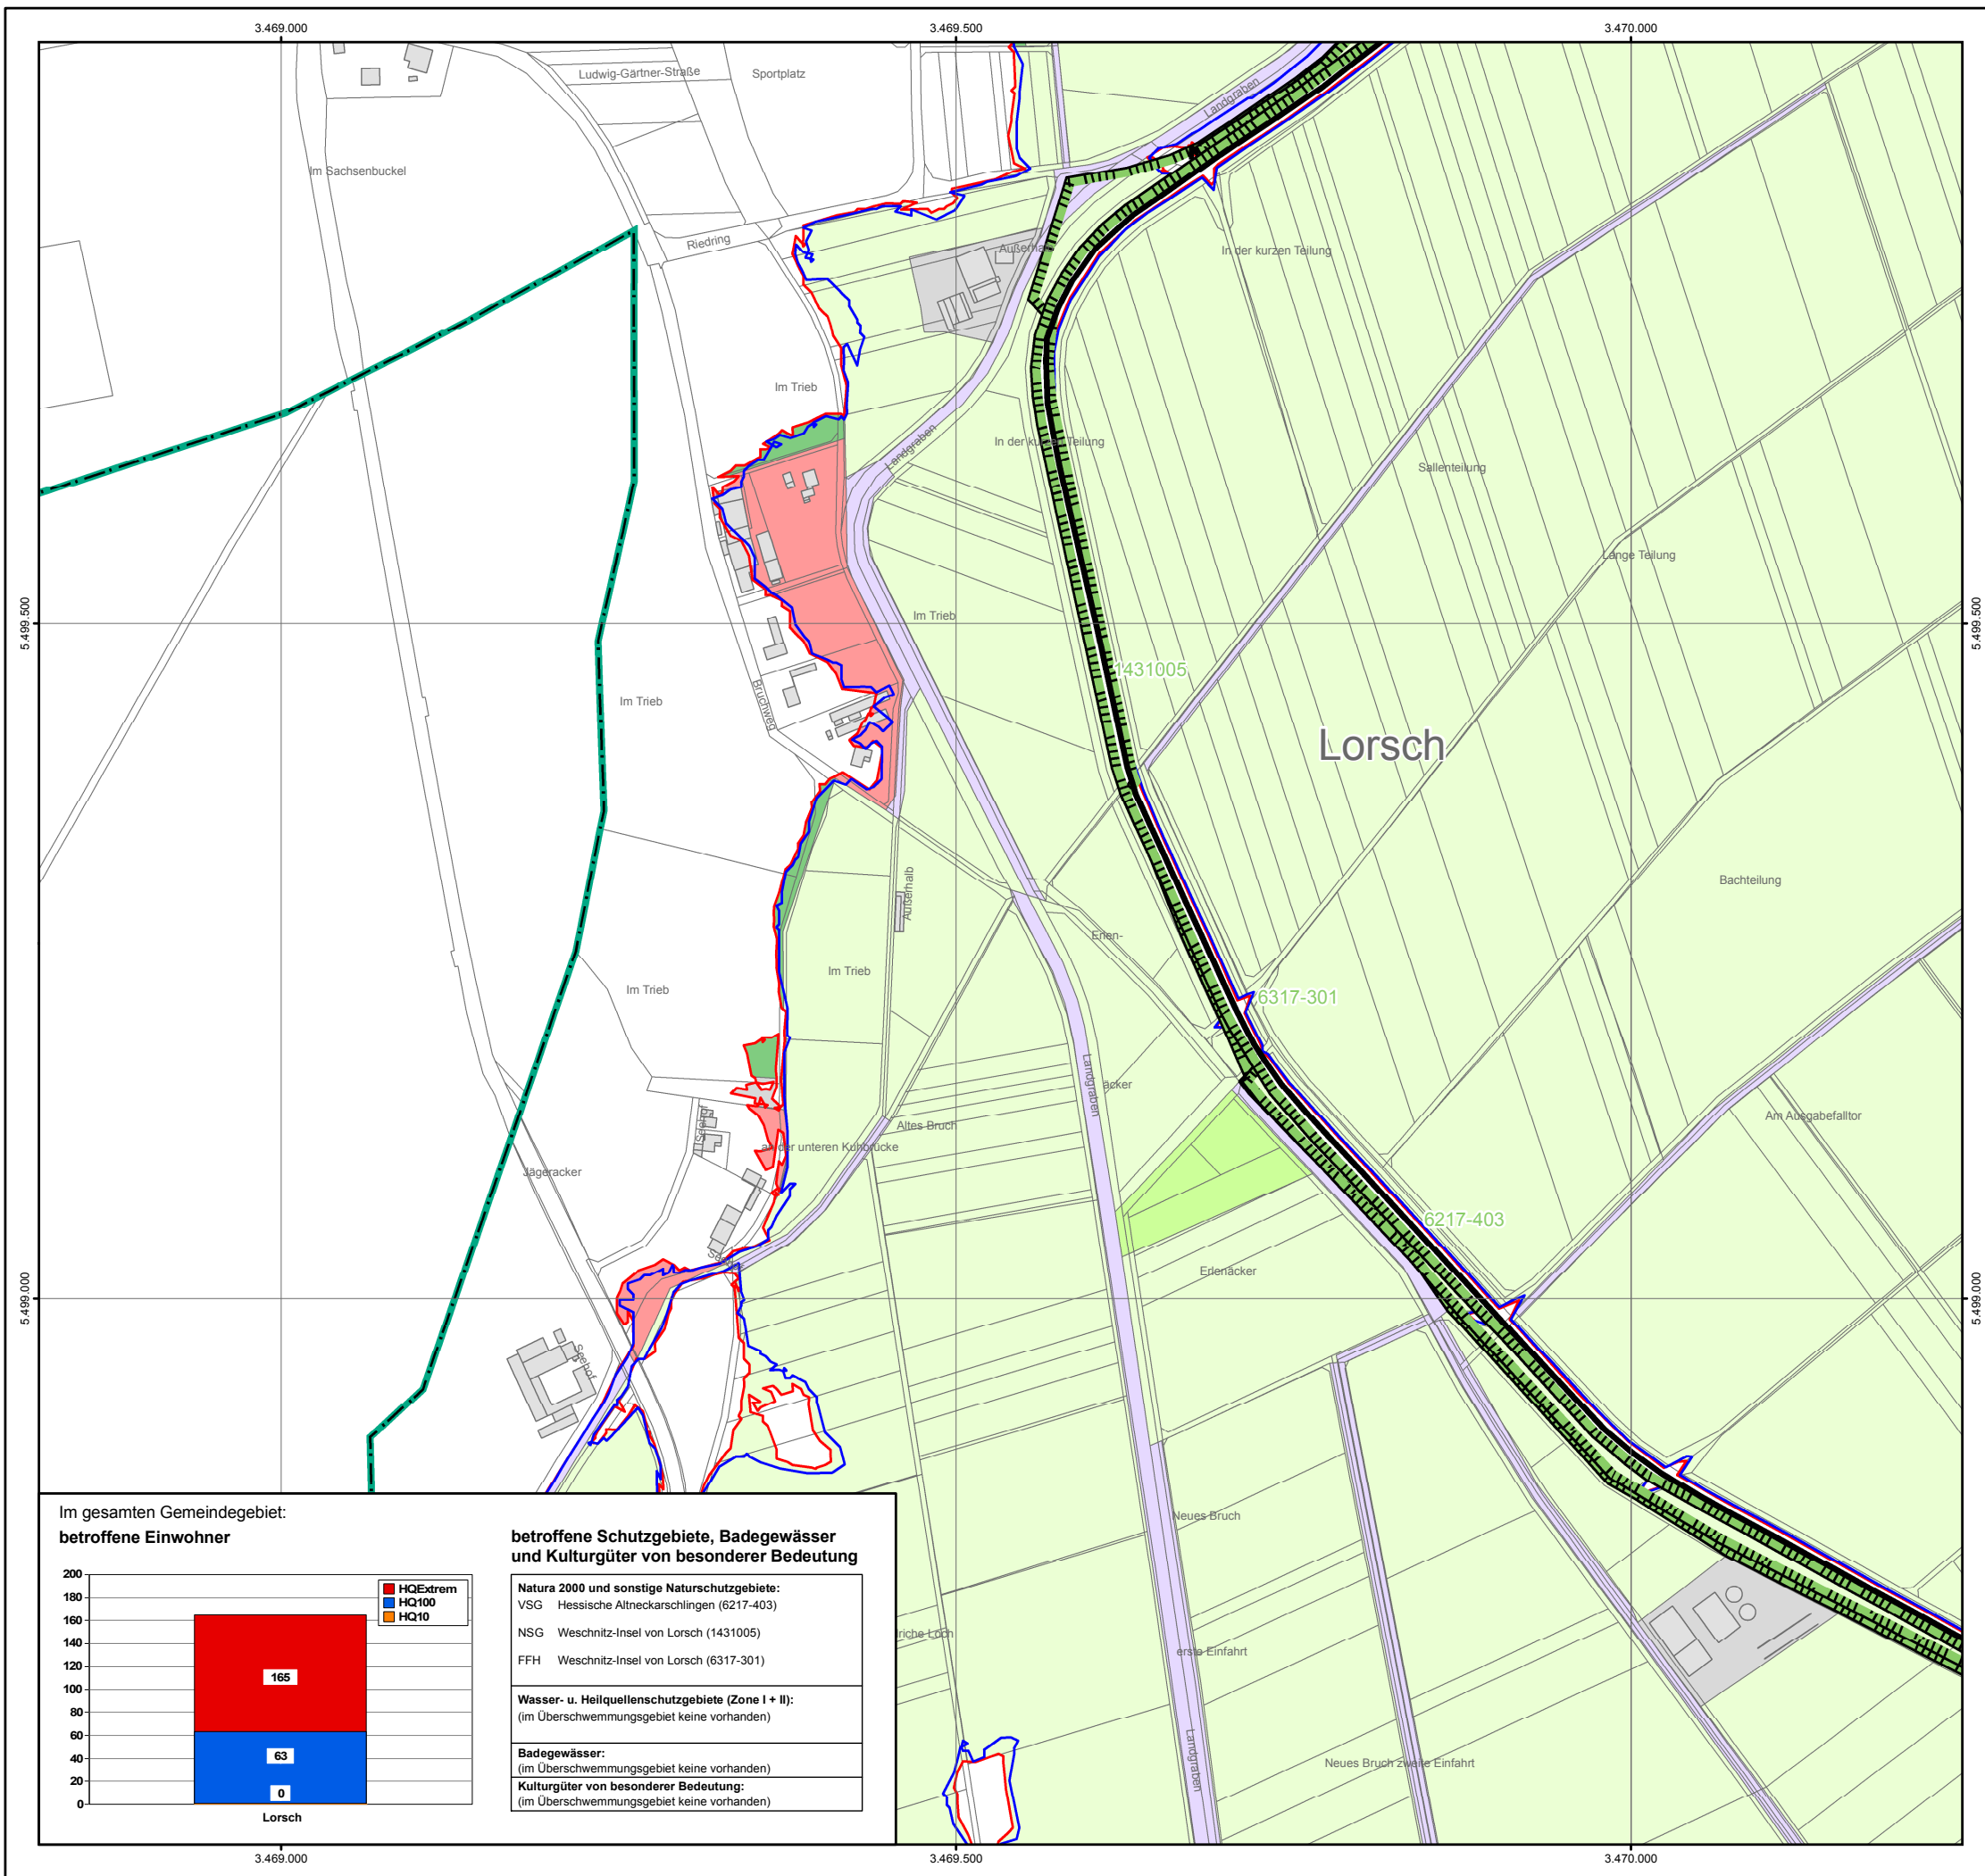 3.469.000
3.469.500
3.470.000
Ludwig-Gärtner-Straße
Sportplatz
Landgraben
Im Sachsenbuckel
Riedring
Außerhalb
In der kurzen Teilung
Im Trieb
Landgraben
In der kurzen Teilung
Sallenteilung
Lange Teilung
5.499.500
5.499.500
Im Trieb
1431005
Im Trieb
Bruchweg
Lorsch
Bachteilung
Außerhalb
Erlen-
Im Trieb
Im Trieb
6317-301
Landgraben
äcker
Am Ausgabefalltor
Altes Bruch
Seehof
an der unteren Kuhbrücke
Jägeracker
6217-403
Seehof
Erlenäcker
5.499.000
5.499.000
Seehof
Neues Bruch
erste Einfahrt
Landgraben
Neues Bruch zweite Einfahrt
riche Loch
Im gesamten Gemeindegebiet:
betroffene Einwohner
200
180
160
140
120
100
80
60
40
20
0
HQExtrem
HQ100
HQ10
165
63
0
Lorsch
betroffene Schutzgebiete, Badegewässer
und Kulturgüter von besonderer Bedeutung
Natura 2000 und sonstige Naturschutzgebiete:
VSG Hessische Altneckarschlingen (6217-403)
NSG Weschnitz-Insel von Lorsch (1431005)
FFH Weschnitz-Insel von Lorsch (6317-301)
Wasser- u. Heilquellenschutzgebiete (Zone I + II):
(im Überschwemmungsgebiet keine vorhanden)
Badegewässer:
(im Überschwemmungsgebiet keine vorhanden)
Kulturgüter von besonderer Bedeutung:
(im Überschwemmungsgebiet keine vorhanden)
3.469.000
3.469.500
3.470.000